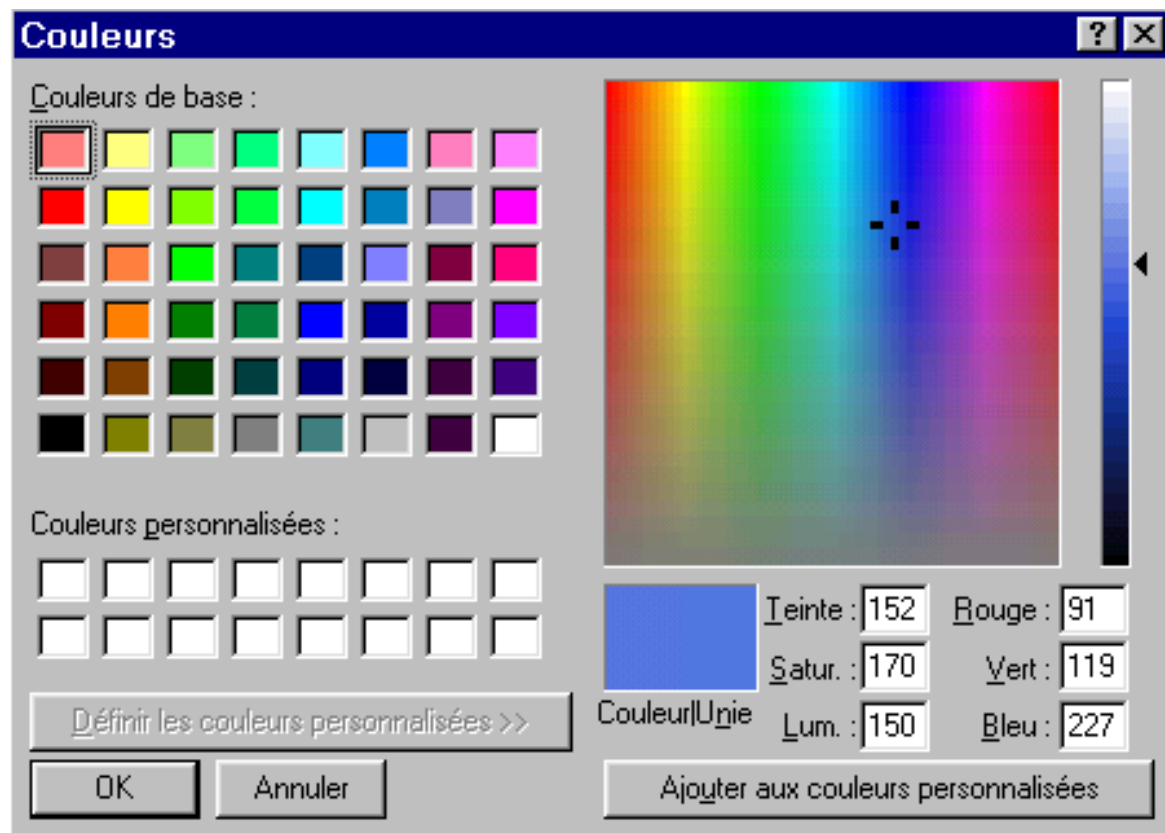 Couleurs
Couleurs de base :
Couleurs personnalisées :
Définir les couleurs personnalisées >>
OK
Annuler
Teinte : 152
Rouge : 91
Satur. : 170
Vert : 119
Couleur|Unie
Lum. : 150
Bleu : 227
Ajouter aux couleurs personnalisées